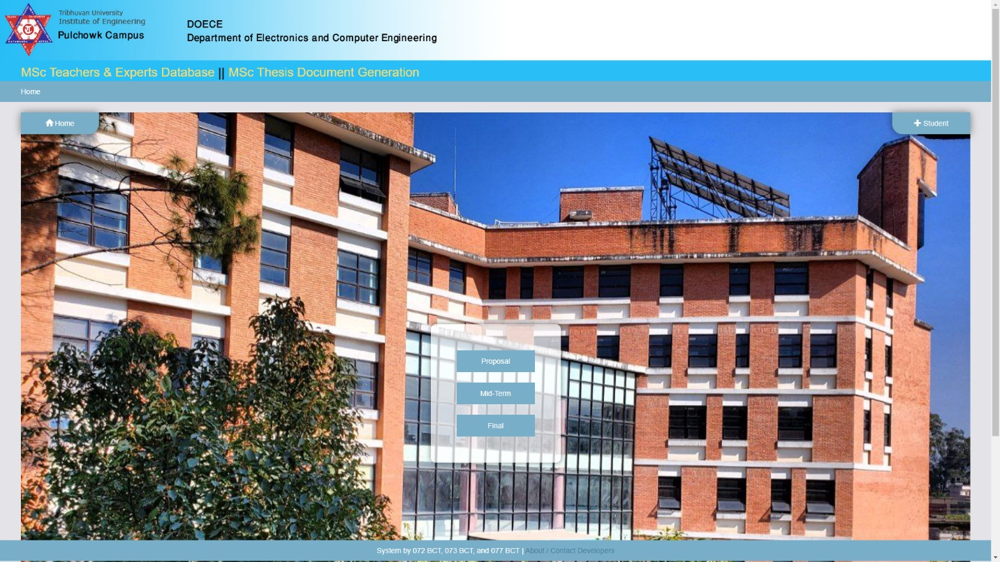 Tribhuvan University
Institute of Engineering
Pulchowk Campus
DOECE
Department of Electronics and Computer Engineering
MSc Teachers & Experts Database || MSc Thesis Document Generation
Home
Home
Student
Proposal
Mid-Term
Final
System by 072 BCT, 073 BCT, and 077 BCT | About / Contact Developers